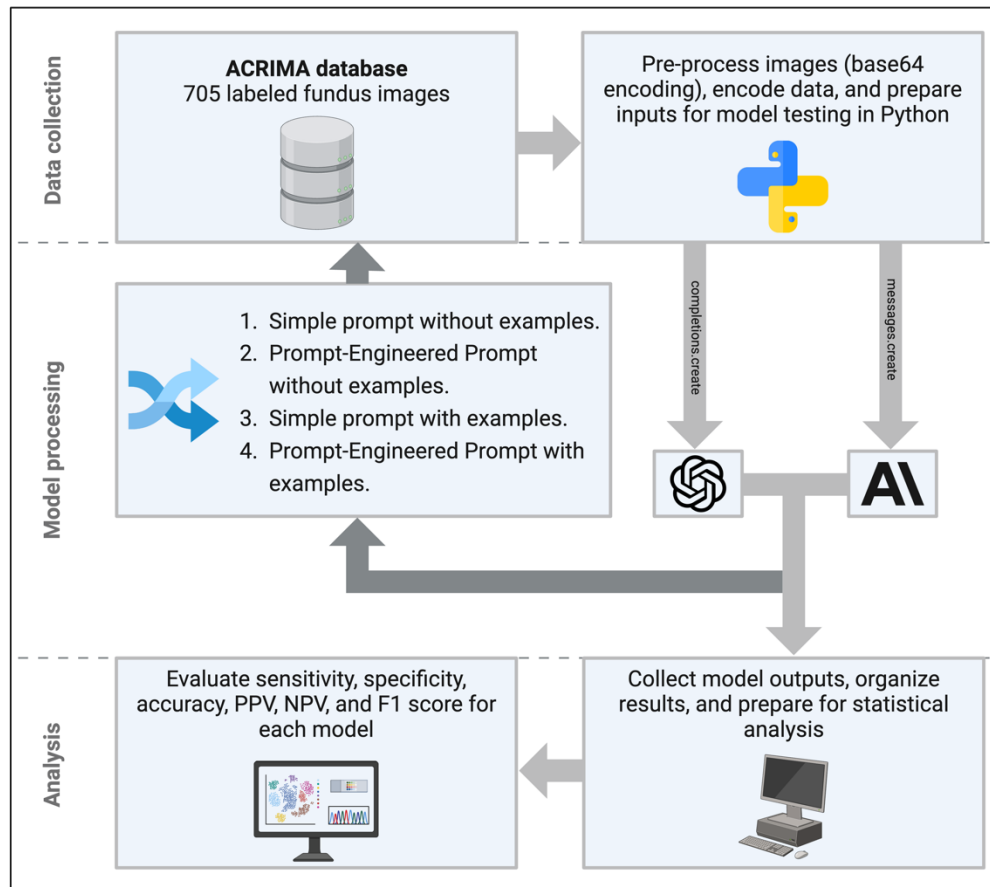 Data collection
ACRIMA database
705 labeled fundus images
Pre-process images (base64
encoding), encode data, and prepare
inputs for model testing in Python
completions.create
messages.create
Model processing
1. Simple prompt without examples.
2. Prompt-Engineered Prompt
without examples.
3. Simple prompt with examples.
4. Prompt-Engineered Prompt with
examples.
AI
Analysis
Evaluate sensitivity, specificity,
accuracy, PPV, NPV, and F1 score for
each model
Collect model outputs, organize
results, and prepare for statistical
analysis